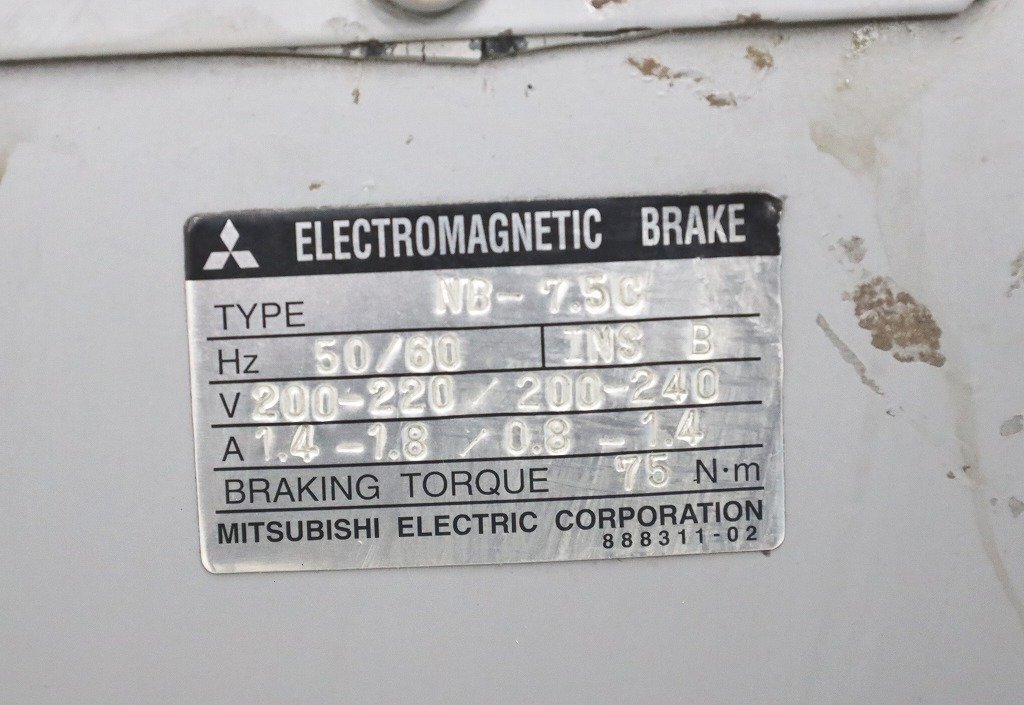 ELECTROMAGNETIC BRAKE
TYPE NB-7.5C
Hz 50/60 INS B
V 200-220/200-240
A 1.4-1.8/0.8-1.4
BRAKING TORQUE 75 N·m
MITSUBISHI ELECTRIC CORPORATION
888311-02